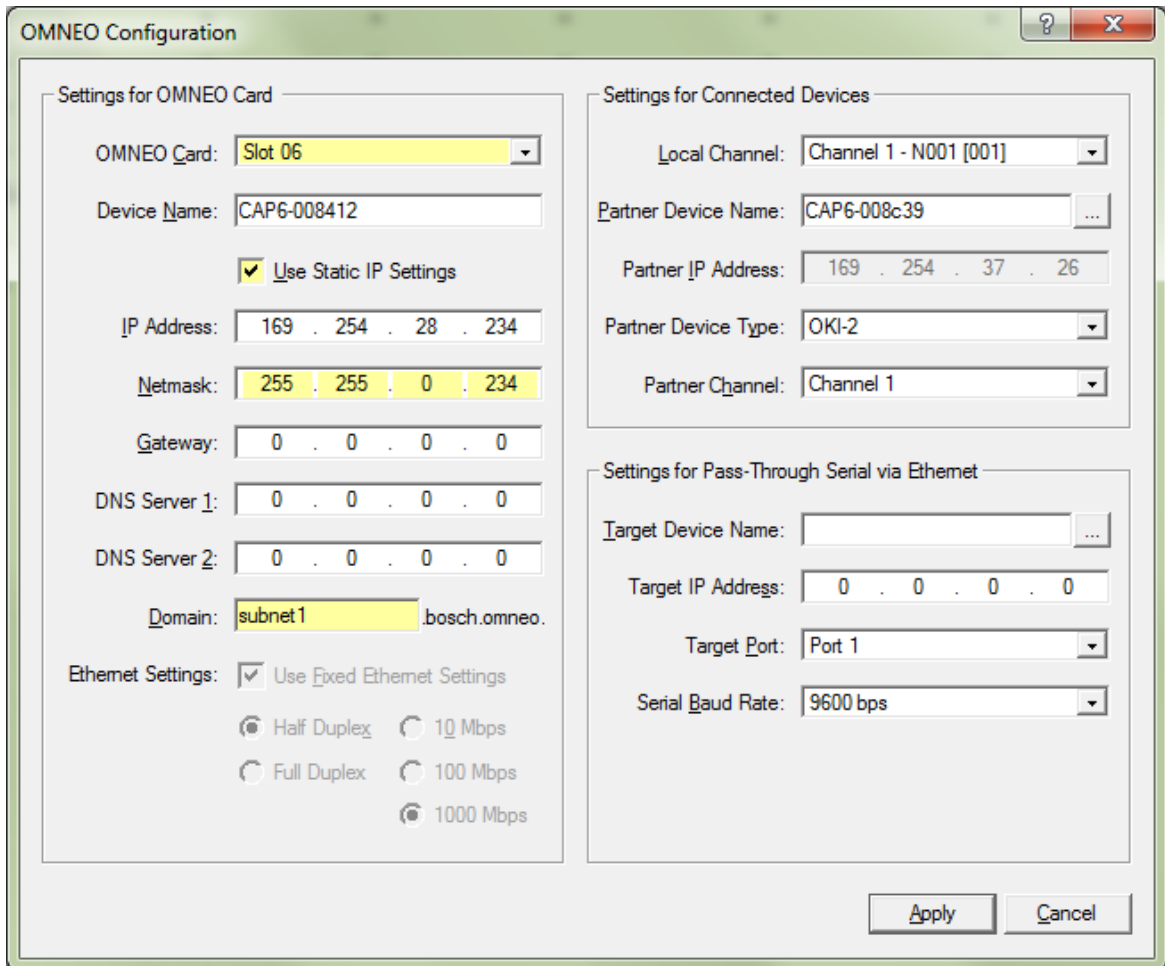 OMNEO Configuration
Settings for OMNEO Card
OMNEO Card: Slot 06
Device Name: CAP6-008412
Use Static IP Settings
IP Address: 169 . 254 . 28 . 234
Netmask: 255 . 255 . 0 . 234
Gateway: 0 . 0 . 0 . 0
DNS Server 1: 0 . 0 . 0 . 0
DNS Server 2: 0 . 0 . 0 . 0
Domain: subnet1 .bosch.omneo.
Ethernet Settings: Use Fixed Ethernet Settings
Half Duplex 10 Mbps
Full Duplex 100 Mbps
1000 Mbps
Settings for Connected Devices
Local Channel: Channel 1 - N001 [001]
Partner Device Name: CAP6-008c39 ...
Partner IP Address: 169 . 254 . 37 . 26
Partner Device Type: OKI-2
Partner Channel: Channel 1
Settings for Pass-Through Serial via Ethernet
Target Device Name: ...
Target IP Address: 0 . 0 . 0 . 0
Target Port: Port 1
Serial Baud Rate: 9600 bps
Apply Cancel